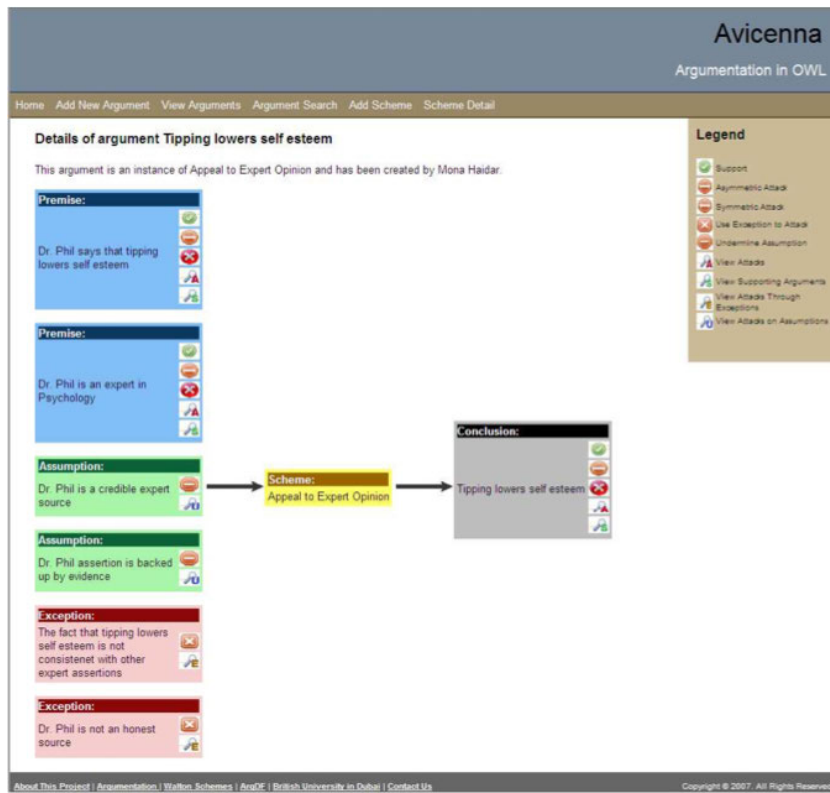 Avicenna
Argumentation in OWL
Home Add New Argument View Arguments Argument Search Add Scheme Scheme Detail
Details of argument Tipping lowers self esteem
This argument is an instance of Appeal to Expert Opinion and has been created by Mona Haidar.
Premise:
Dr. Phil says that tipping
lowers self esteem
Premise:
Dr. Phil is an expert in
Psychology
Assumption:
Dr. Phil is a credible expert
source
Assumption:
Dr. Phil assertion is backed
up by evidence
Exception:
The fact that tipping lowers
self esteem is not
consistenet with other
expert assertions
Exception:
Dr. Phil is not an honest
source
Scheme:
Appeal to Expert Opinion
Conclusion:
Tipping lowers self esteem
Legend
Support
Asymmetric Attack
Symmetric Attack
Use Exception to Attack
Undermine Assumption
View Attacks
View Supporting Arguments
View Attacks Through
Exceptions
View Attacks on Assumptions
About This Project | Argumentation | Walton Schemes | ArgDF | British University in Dubai | Contact Us
Copyright © 2007. All Rights Reserved